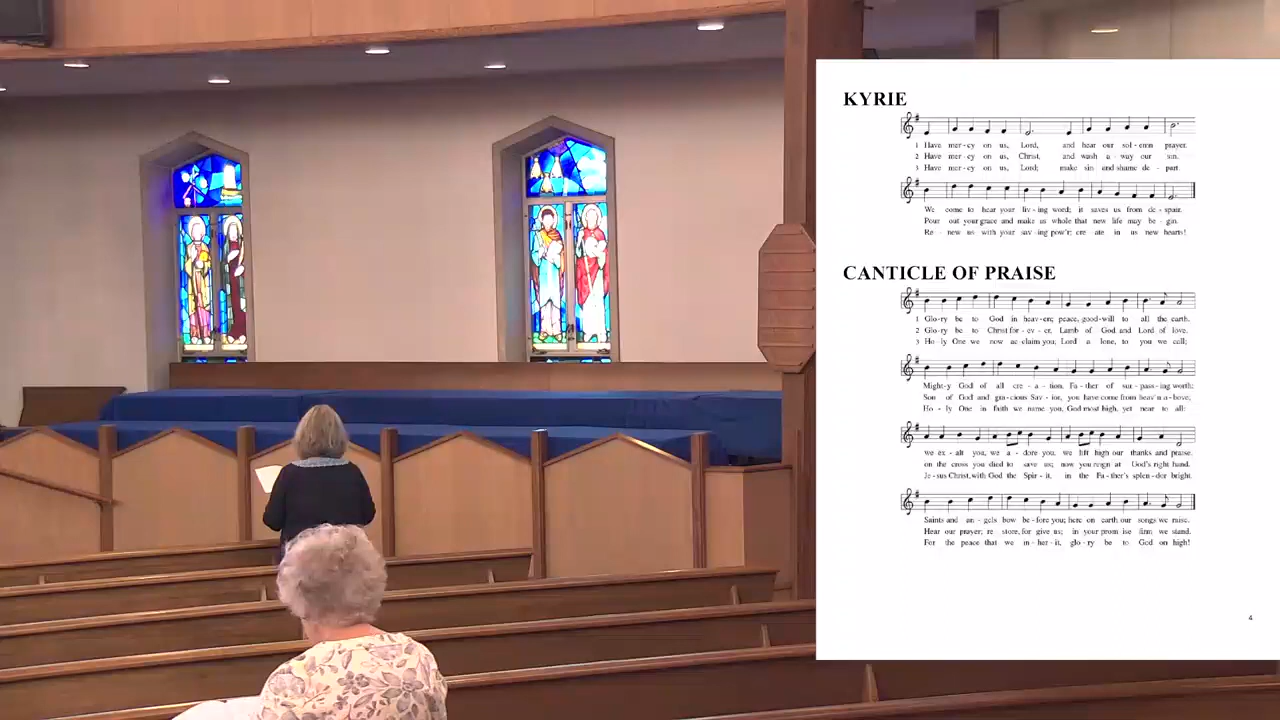 KYRIE
1 Have mer - cy on us, Lord, and hear our sol - emn prayer.
2 Have mer - cy on us, Christ, and wash a - way our sin.
3 Have mer - cy on us, Lord; make sin and shame de - part.
We come to hear your liv - ing word; it saves us from de - spair.
Pour out your grace and make us whole that new life may be - gin.
Re - new us with your sav - ing pow'r; cre - ate in us new hearts!
CANTICLE OF PRAISE
1 Glo - ry be to God in heav - en; peace, good - will to all the earth.
2 Glo - ry be to Christ for - ev - er, Lamb of God and Lord of love.
3 Ho - ly One we now ac - claim you; Lord a - lone, to you we call;
Might - y God of all cre - a - tion, Fa - ther of sur - pass - ing worth:
Son of God and gra - cious Sav - ior, you have come from heav'n a - bove;
Ho - ly One in faith we name you, God most high, yet near to all:
we ex - alt you, we a - dore you, we lift high our thanks and praise.
on the cross you died to save us; now you reign at God's right hand.
Je - sus Christ, with God the Spir - it, in the Fa - ther's splen - dor bright.
Saints and an - gels bow be - fore you; here on earth our songs we raise.
Hear our prayer; re - store, for - give us; in your prom - ise firm we stand.
For the peace that we in - her - it, glo - ry be to God on high!
4